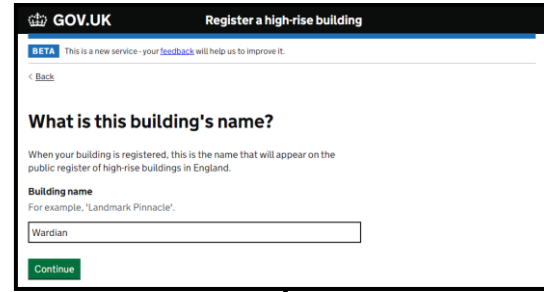 GOV.UK Register a high-rise building
BETA This is a new service - your feedback will help us to improve it.
< Back
What is this building's name?
When your building is registered, this is the name that will appear on the
public register of high-rise buildings in England.
Building name
For example, 'Landmark Pinnacle'.
Wardian
Continue